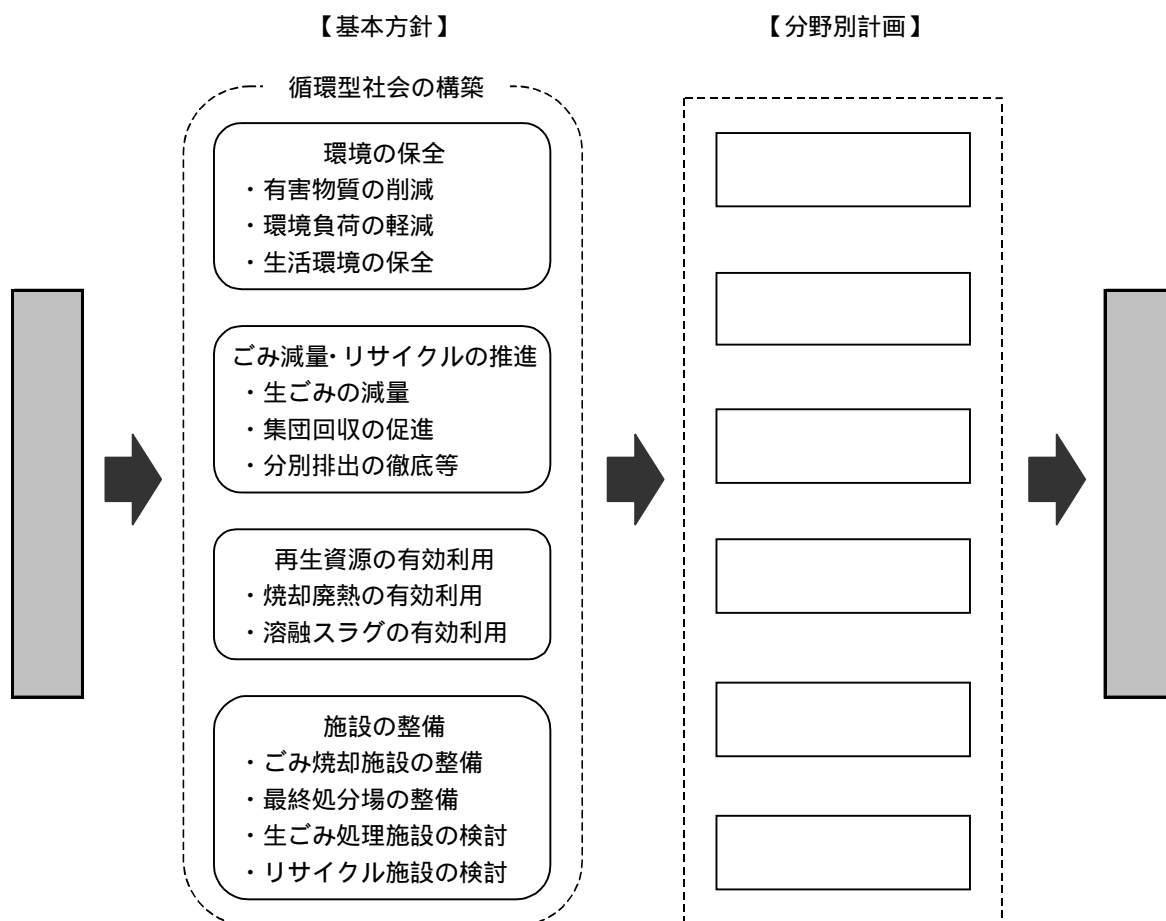 【基本方針】
【分野別計画】
循環型社会の構築
環境の保全
・有害物質の削減
・環境負荷の軽減
・生活環境の保全
ごみ減量・リサイクルの推進
・生ごみの減量
・集団回収の促進
・分別排出の徹底等
再生資源の有効利用
・焼却廃熱の有効利用
・溶融スラグの有効利用
施設の整備
・ごみ焼却施設の整備
・最終処分場の整備
・生ごみ処理施設の検討
・リサイクル施設の検討